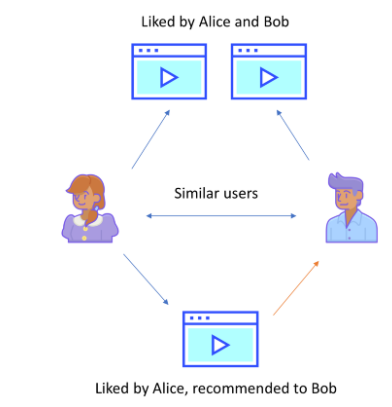 Liked by Alice and Bob
Similar users
Liked by Alice, recommended to Bob